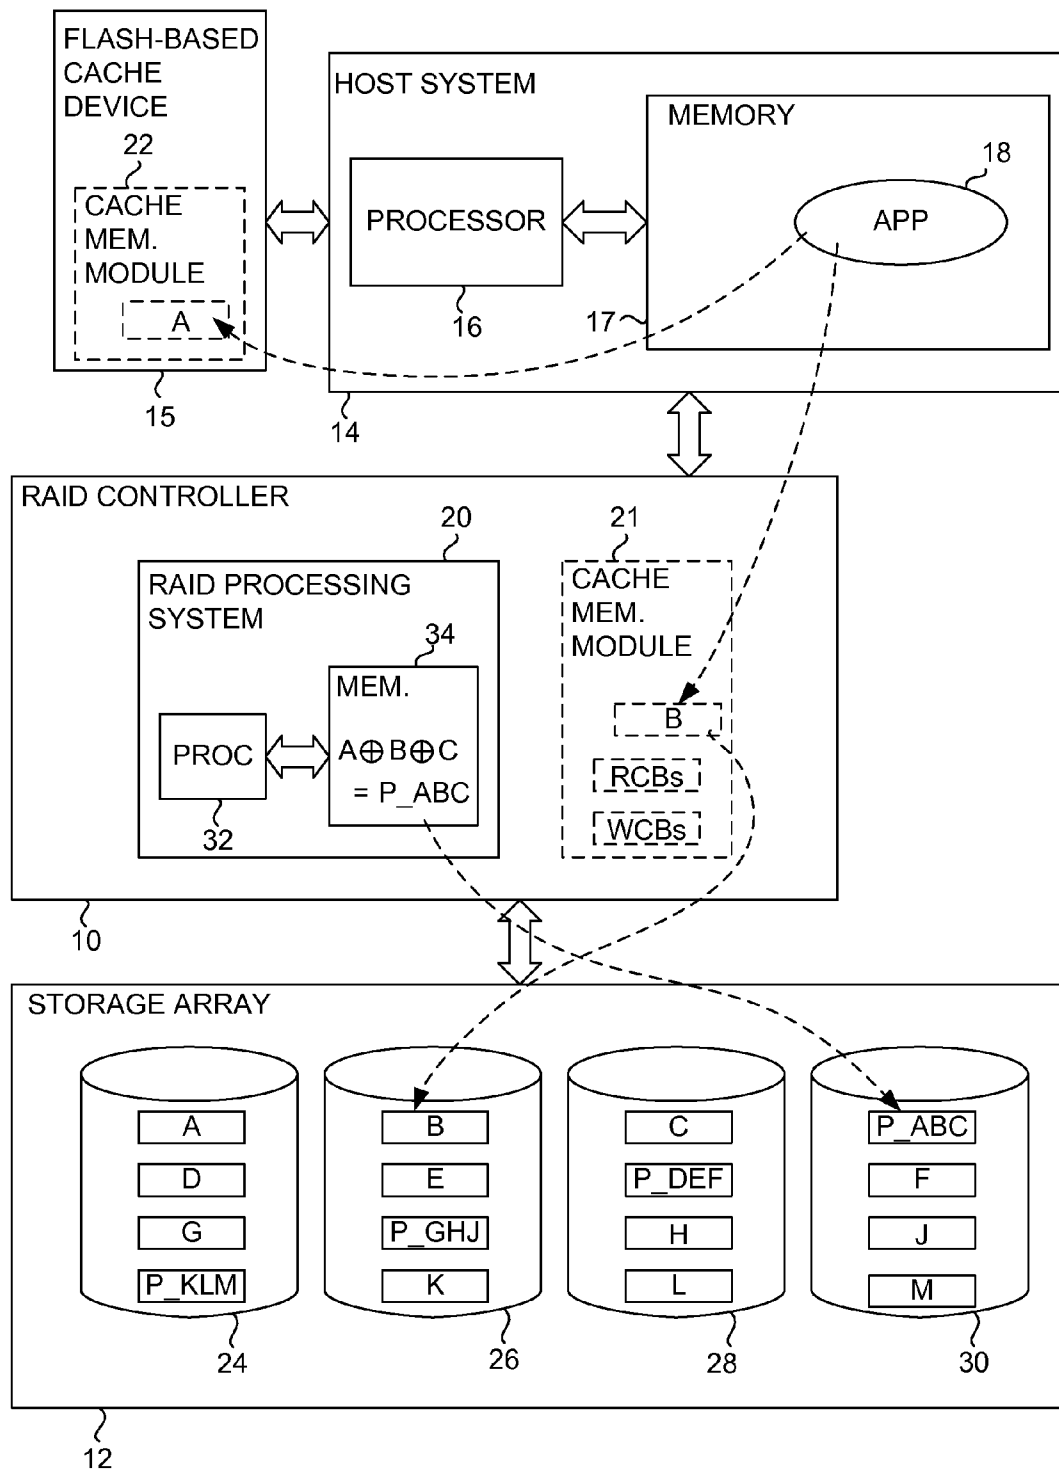 FLASH-BASED
CACHE
DEVICE
22
CACHE
MEM.
MODULE
A
15
HOST SYSTEM
PROCESSOR
16
MEMORY
18
APP
17
14
RAID CONTROLLER
20
RAID PROCESSING
SYSTEM
34
MEM.
PROC
A⊕B⊕C
= P_ABC
32
21
CACHE
MEM.
MODULE
B
RCBs
WCBs
10
STORAGE ARRAY
A
B
C
P_ABC
D
E
P_DEF
F
G
P_GHJ
H
J
P_KLM
K
L
M
24
26
28
30
12